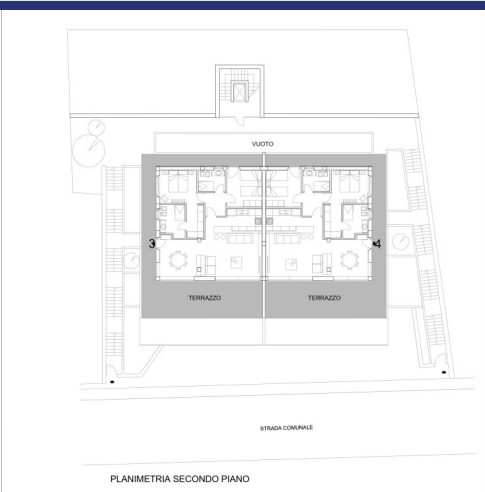 VUOTO
3
4
TERRAZZO
TERRAZZO
STRADA COMUNALE
PLANIMETRIA SECONDO PIANO